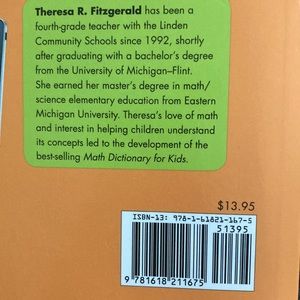 Theresa R. Fitzgerald has been a
fourth-grade teacher with the Linden
Community Schools since 1992, shortly
after graduating with a bachelor's degree
from the University of Michigan–Flint.
She earned her master's degree in math/
science elementary education from Eastern
Michigan University. Theresa's love of math
and interest in helping children understand
its concepts led to the development of the
best-selling Math Dictionary for Kids.
$13.95
ISBN-13: 978-1-61821-167-5
51395
9 781618 211675